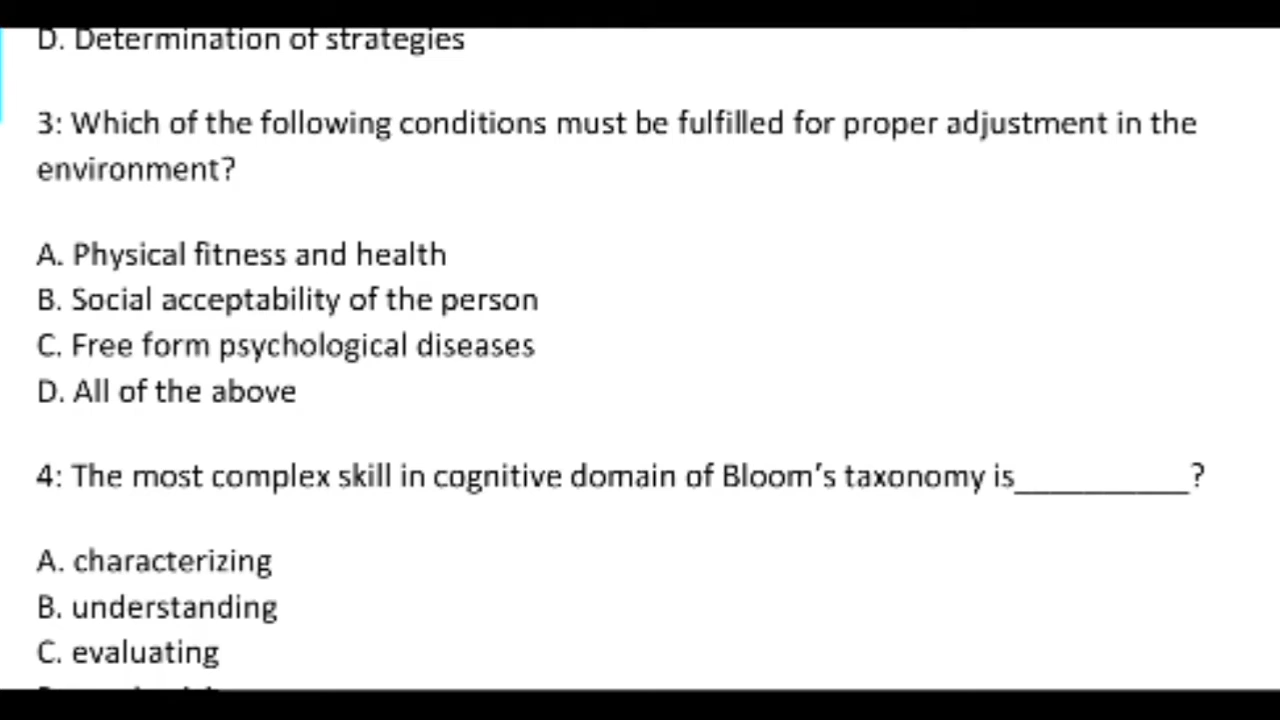 D. Determination of strategies
3: Which of the following conditions must be fulfilled for proper adjustment in the
environment?
A. Physical fitness and health
B. Social acceptability of the person
C. Free form psychological diseases
D. All of the above
4: The most complex skill in cognitive domain of Bloom's taxonomy is__________?
A. characterizing
B. understanding
C. evaluating